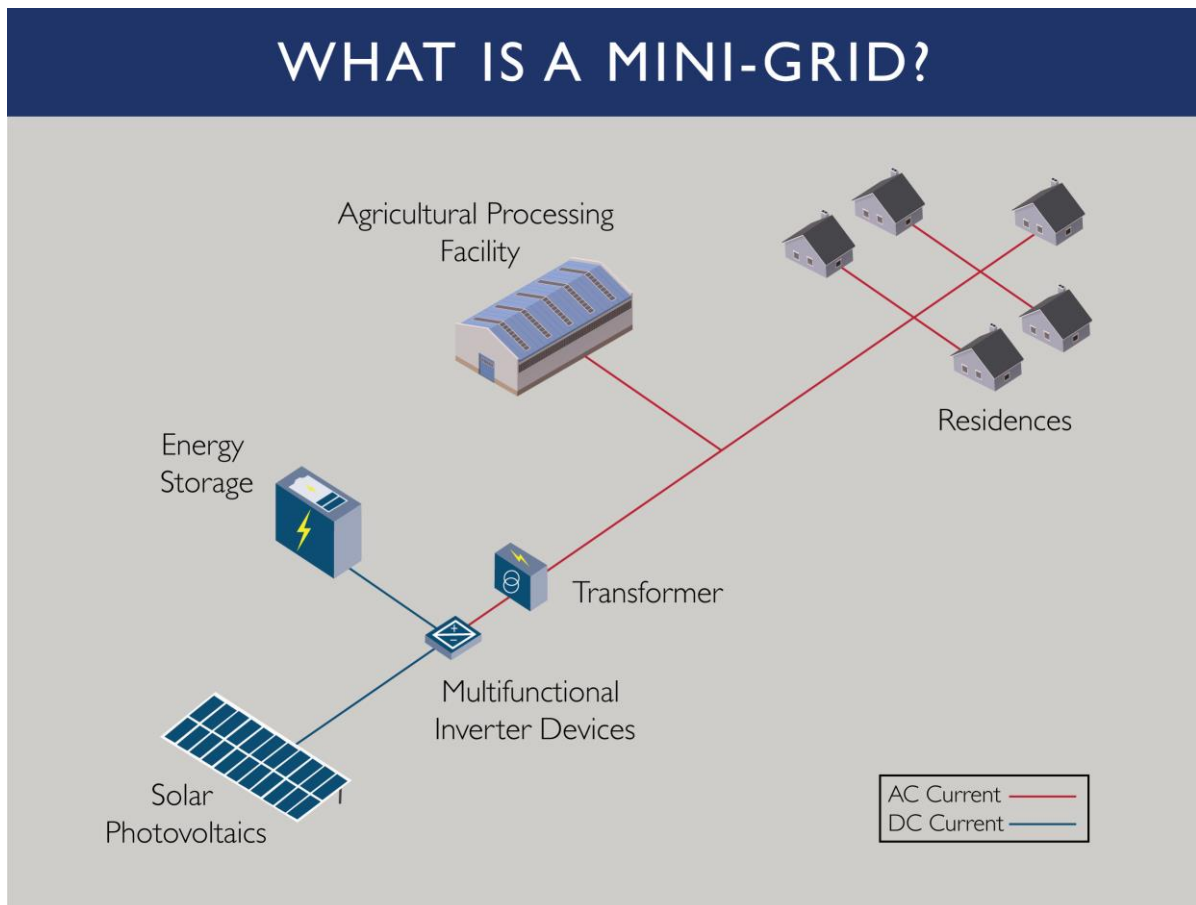 WHAT IS A MINI-GRID?
Agricultural Processing
Facility
Residences
Energy
Storage
Transformer
Multifunctional
Inverter Devices
Solar
Photovoltaics
AC Current
DC Current